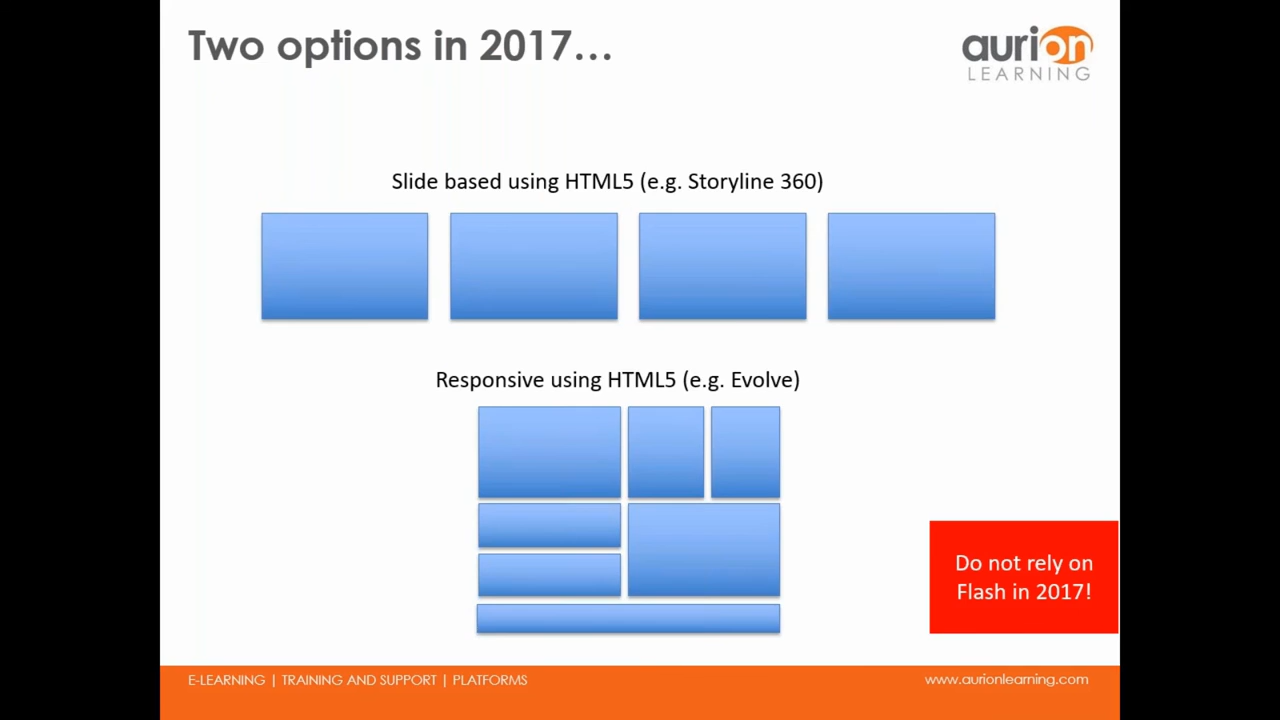 Two options in 2017...
aurion
LEARNING
Slide based using HTML5 (e.g. Storyline 360)
Responsive using HTML5 (e.g. Evolve)
Do not rely on
Flash in 2017!
E-LEARNING | TRAINING AND SUPPORT | PLATFORMS
www.aurionlearning.com